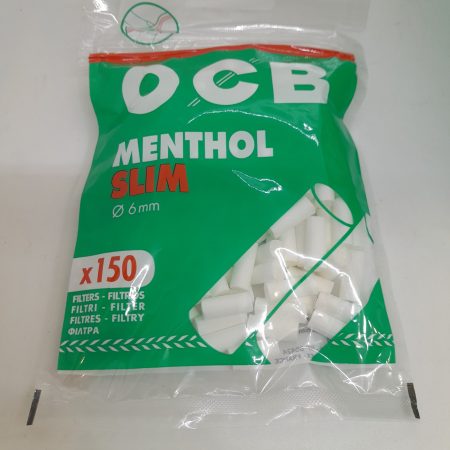 OCB
MENTHOL
SLIM
Ø 6mm
x150
FILTERS - FILTROS
FILTRI - FILTER
FILTRES - FILTRY
ΦΙΛΤΡΑ